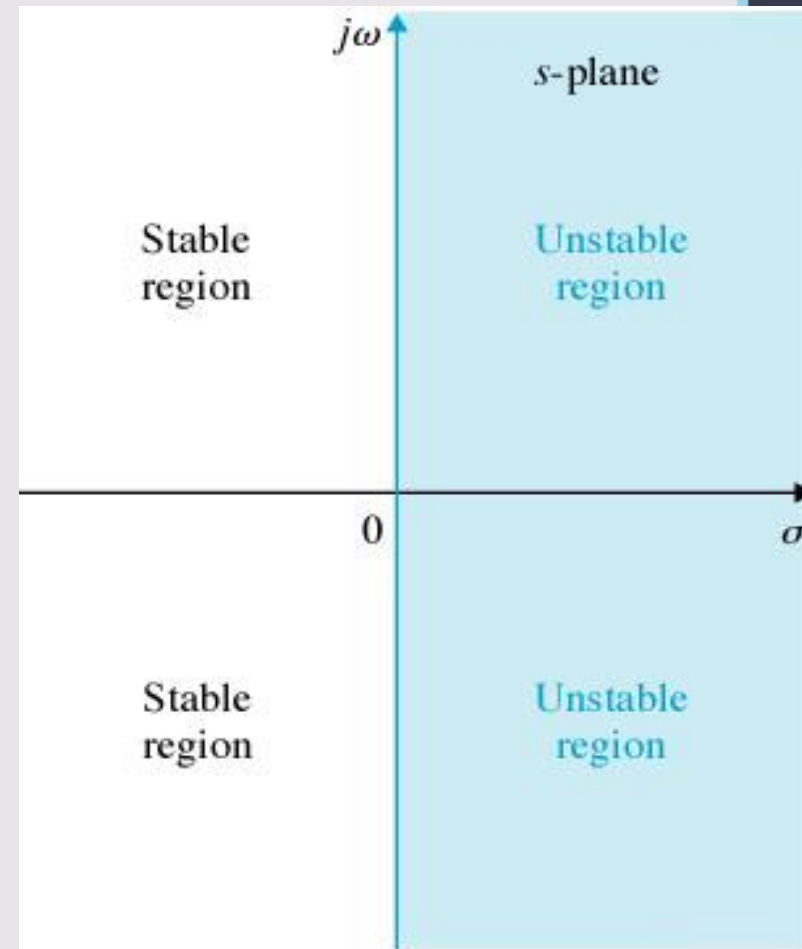 jω
s-plane
Stable
region
Unstable
region
0
σ
Stable
region
Unstable
region